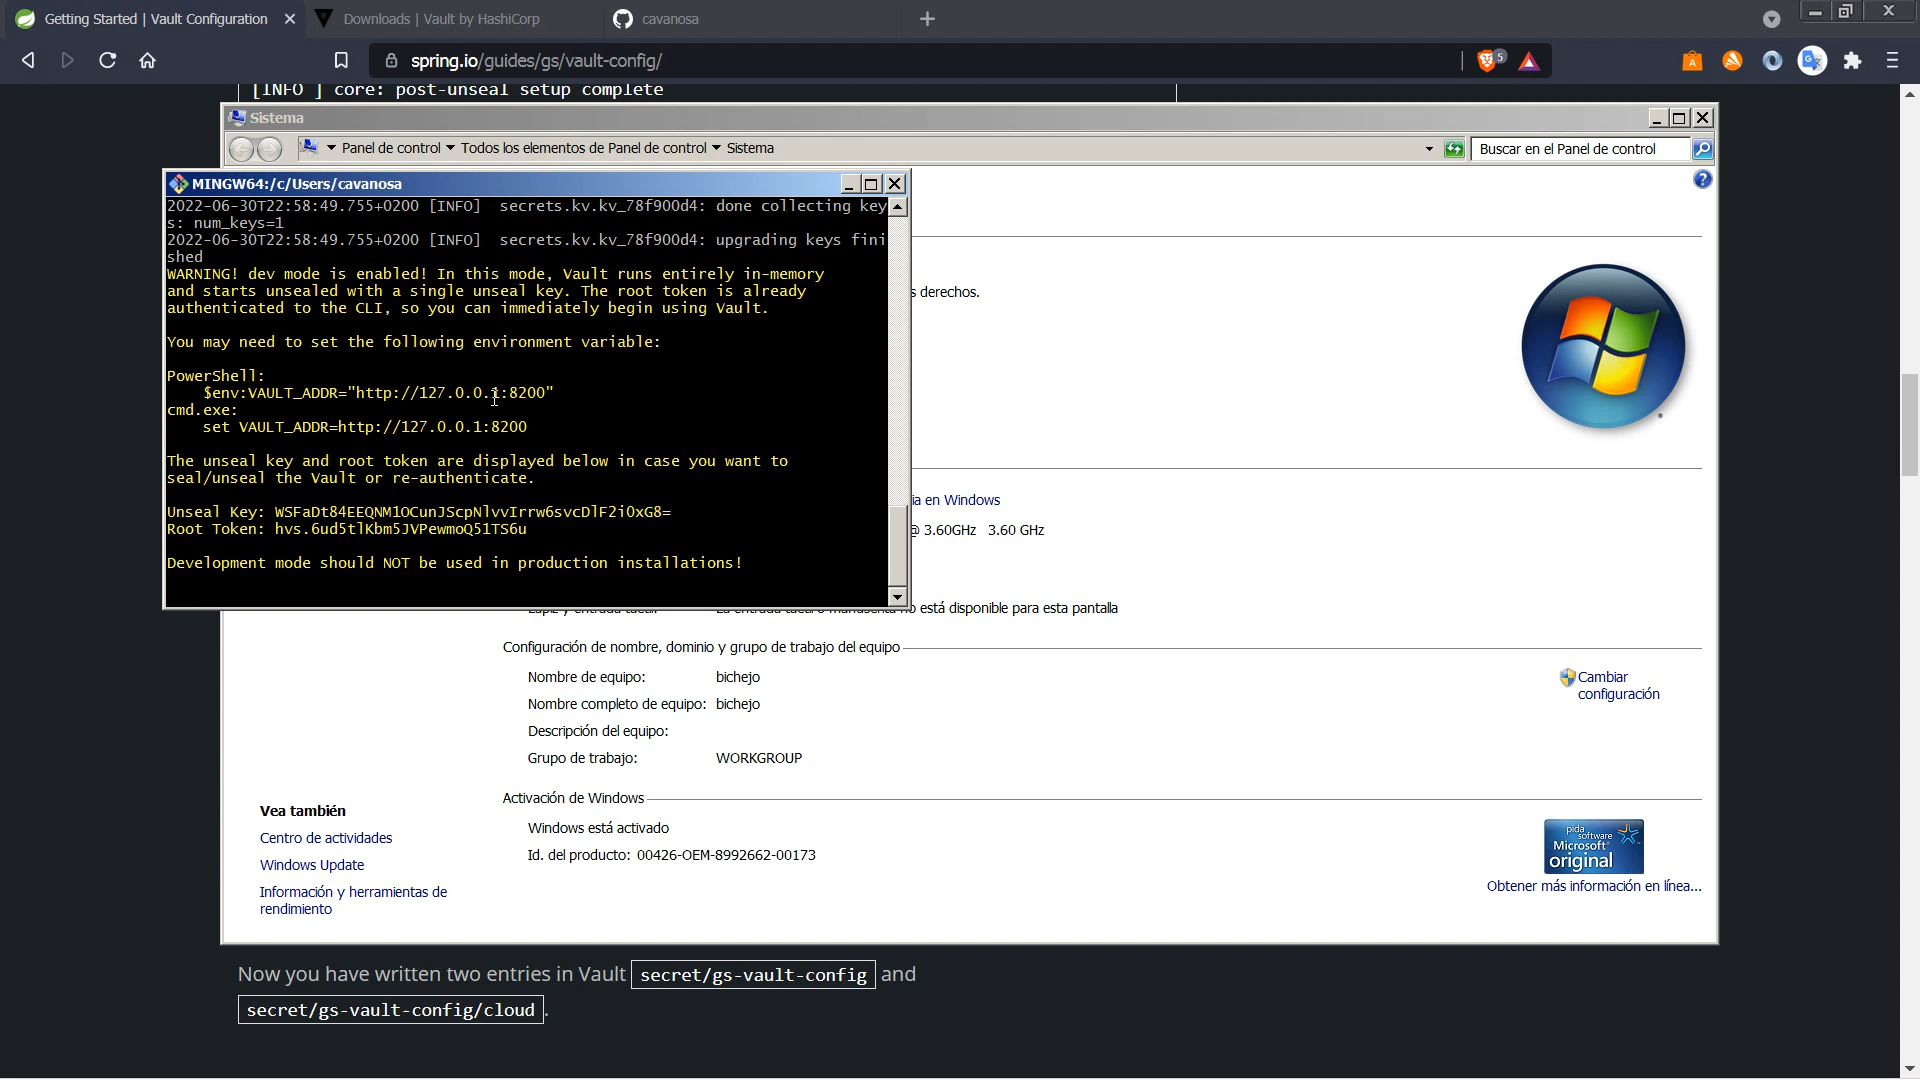 Getting Started | Vault Configuration
Downloads | Vault by HashiCorp
cavanosa
spring.io/guides/gs/vault-config/
5
[INFO ] core: post-unseal setup complete
Sistema
Panel de control
Todos los elementos de Panel de control
Sistema
Buscar en el Panel de control
MINGW64:/c/Users/cavanosa
2022-06-30T22:58:49.755+0200 [INFO]  secrets.kv.kv_78f900d4: done collecting key
s: num_keys=1
2022-06-30T22:58:49.755+0200 [INFO]  secrets.kv.kv_78f900d4: upgrading keys fini
shed
WARNING! dev mode is enabled! In this mode, Vault runs entirely in-memory
and starts unsealed with a single unseal key. The root token is already
authenticated to the CLI, so you can immediately begin using Vault.
You may need to set the following environment variable:
PowerShell:
$env:VAULT_ADDR="http://127.0.0.1:8200"
cmd.exe:
set VAULT_ADDR=http://127.0.0.1:8200
The unseal key and root token are displayed below in case you want to
seal/unseal the Vault or re-authenticate.
Unseal Key: WSFaDt84EEQNM1OCunJScpNlvvIrrw6svcDlF2iOxG8=
Root Token: hvs.6ud5tlKbm5JVPewmoQ51TS6u
Development mode should NOT be used in production installations!
s derechos.
ia en Windows
@ 3.60GHz   3.60 GHz
está disponible para esta pantalla
Configuración de nombre, dominio y grupo de trabajo del equipo
Nombre de equipo: bichejo
Nombre completo de equipo: bichejo
Descripción del equipo:
Grupo de trabajo: WORKGROUP
Cambiar
configuración
Activación de Windows
Windows está activado
Id. del producto: 00426-OEM-8992662-00173
Vea también
Centro de actividades
Windows Update
Información y herramientas de
rendimiento
pida
software
Microsoft
original
Obtener más información en línea...
Now you have written two entries in Vault secret/gs-vault-config and
secret/gs-vault-config/cloud.